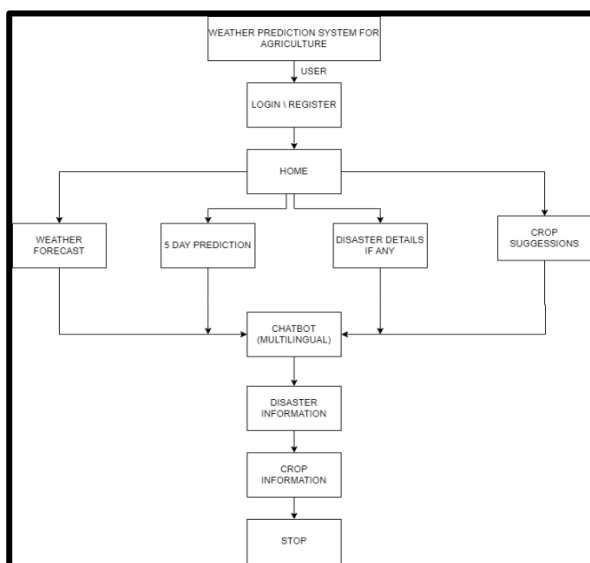 WEATHER PREDICTION SYSTEM FOR
AGRICULTURE
USER
LOGIN \ REGISTER
HOME
WEATHER
FORECAST
5 DAY PREDICTION
DISASTER DETAILS
IF ANY
CROP
SUGGESSIONS
CHATBOT
(MULTILINGUAL)
DISASTER
INFORMATION
CROP
INFORMATION
STOP